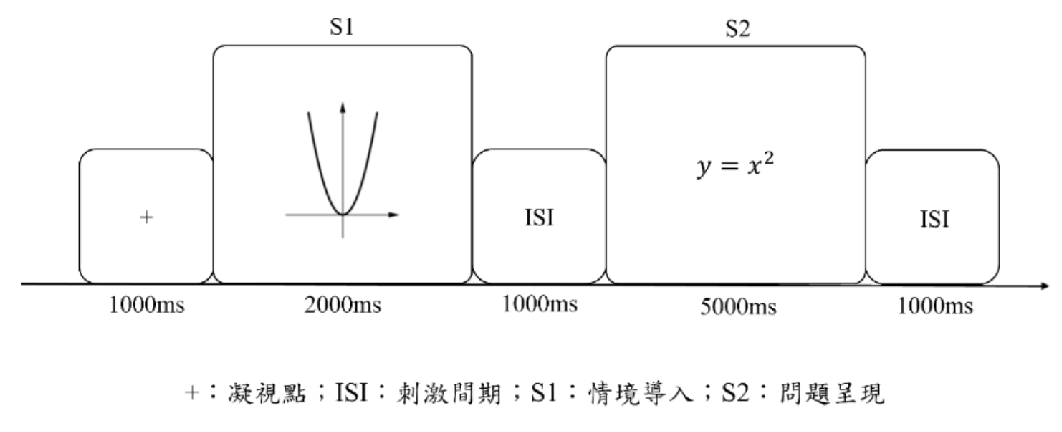 S1 S2
+ ISI y = x² ISI
1000ms 2000ms 1000ms 5000ms 1000ms
+：凝視點；ISI：刺激間期；S1：情境導入；S2：問題呈現